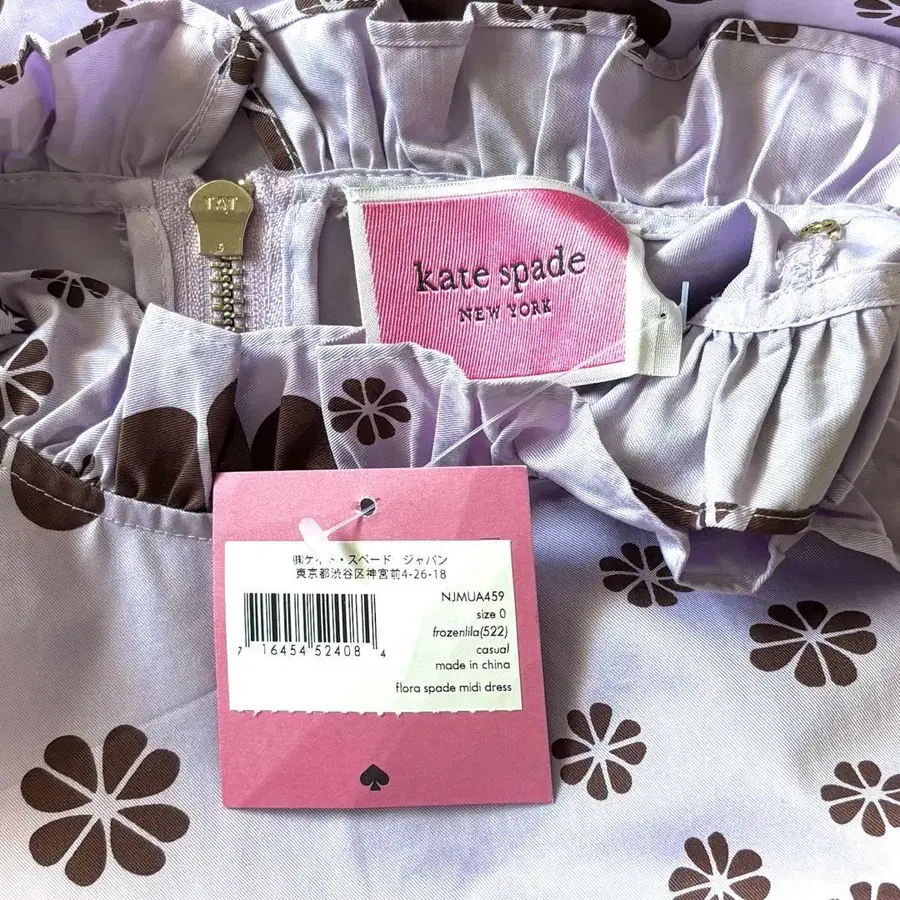 TAT
5
kate spade
NEW YORK
㈱ケイト・スペード ジャパン
東京都渋谷区神宮前4-26-18
NJMUA459
size 0
frozenlila(522)
casual
made in china
flora spade midi dress
7 16454 52408 4